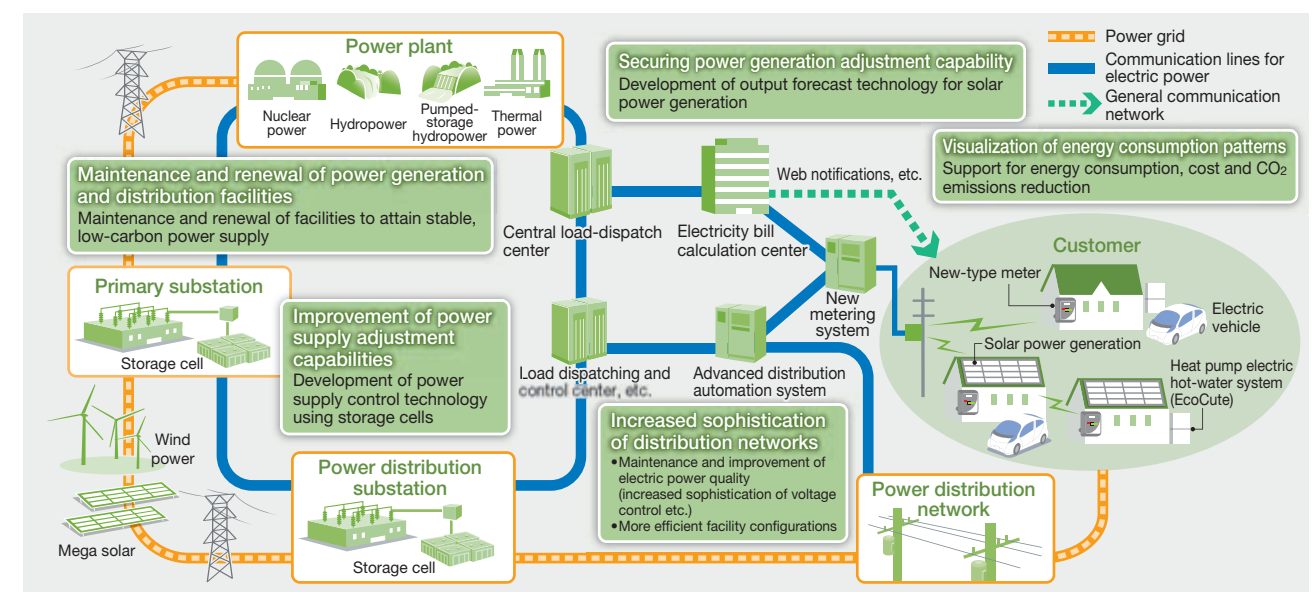 Power plant
Nuclear
power
Hydropower
Pumped-
storage
hydropower
Thermal
power
Securing power generation adjustment capability
Development of output forecast technology for solar
power generation
Power grid
Communication lines for
electric power
General communication
network
Visualization of energy consumption patterns
Support for energy consumption, cost and CO2
emissions reduction
Maintenance and renewal of power generation
and distribution facilities
Maintenance and renewal of facilities to attain stable,
low-carbon power supply
Central load-dispatch
center
Electricity bill
calculation center
Web notifications, etc.
New
metering
system
Customer
New-type meter
Electric
vehicle
Solar power generation
Heat pump electric
hot-water system
(EcoCute)
Primary substation
Storage cell
Improvement of power
supply adjustment
capabilities
Development of power
supply control technology
using storage cells
Load dispatching and
control center, etc.
Advanced distribution
automation system
Increased sophistication
of distribution networks
•Maintenance and improvement of
electric power quality
(increased sophistication of voltage
control etc.)
•More efficient facility configurations
Wind
power
Mega solar
Power distribution
substation
Storage cell
Power distribution
network